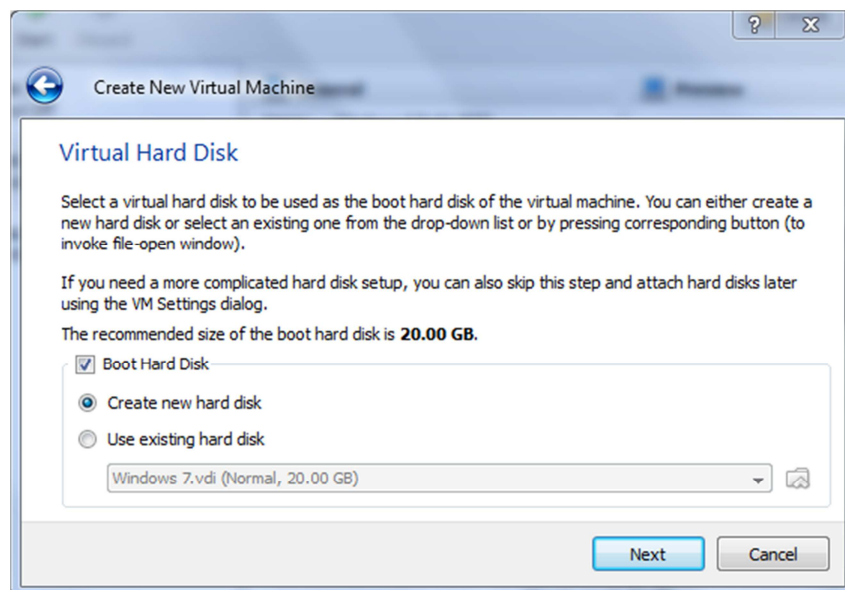 Create New Virtual Machine
Virtual Hard Disk
Select a virtual hard disk to be used as the boot hard disk of the virtual machine. You can either create a
new hard disk or select an existing one from the drop-down list or by pressing corresponding button (to
invoke file-open window).
If you need a more complicated hard disk setup, you can also skip this step and attach hard disks later
using the VM Settings dialog.
The recommended size of the boot hard disk is 20.00 GB.
Boot Hard Disk
Create new hard disk
Use existing hard disk
Windows 7.vdi (Normal, 20.00 GB)
Next Cancel